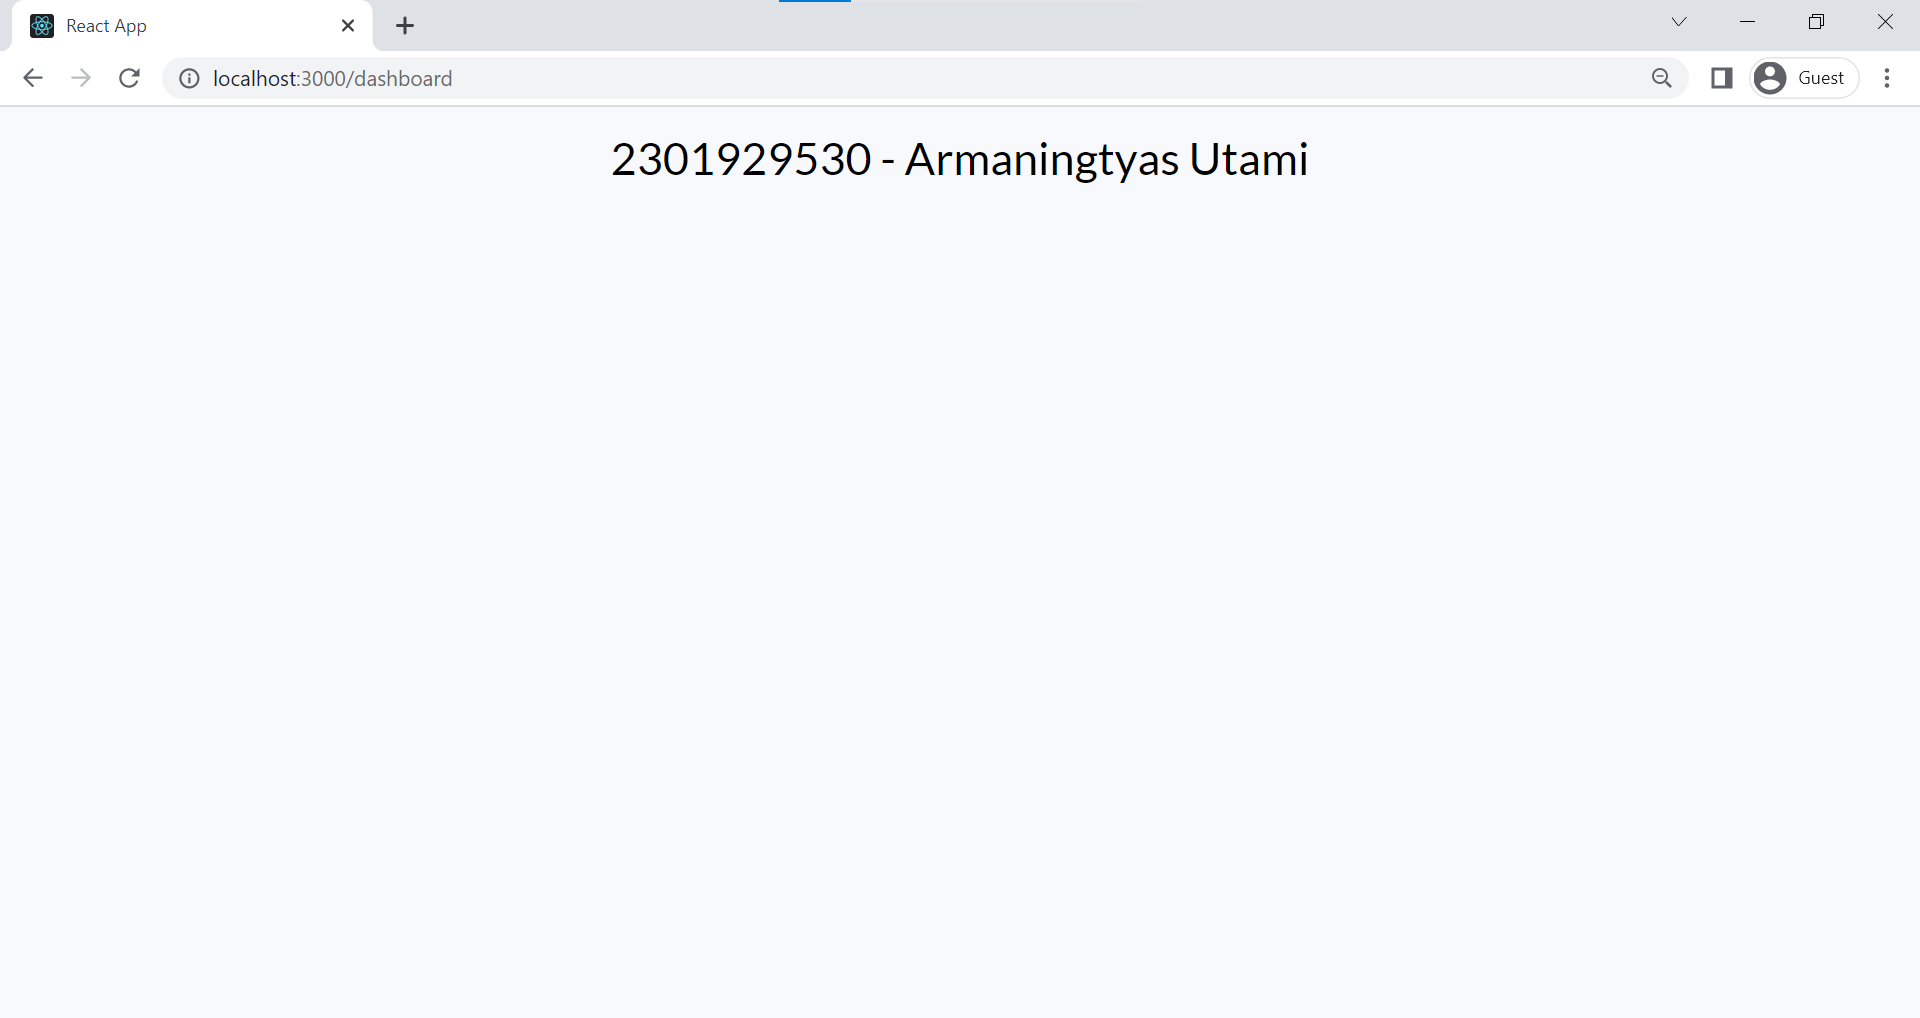 React App
localhost:3000/dashboard
Guest
2301929530 - Armaningtyas Utami